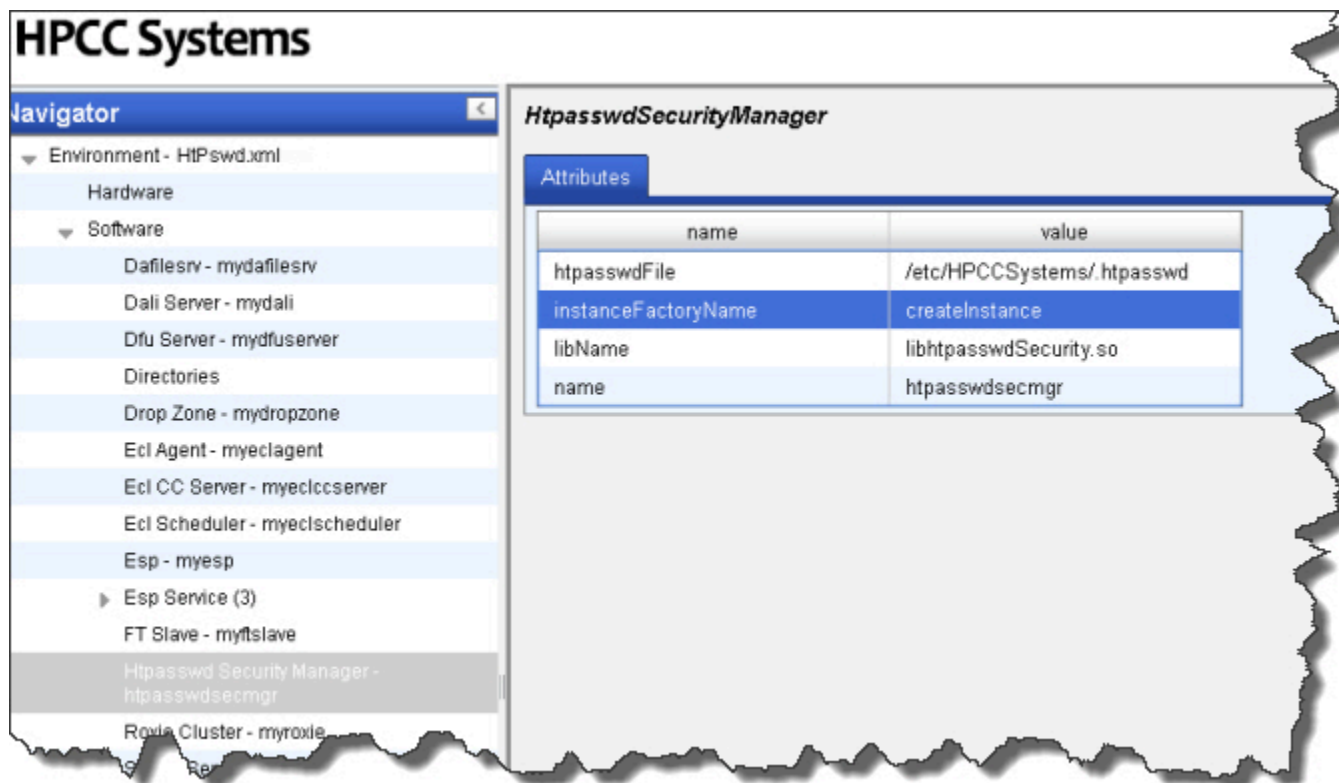 HPCC Systems
Navigator
Environment - HtPswd.xml
Hardware
Software
Dafilesrv - mydafilesrv
Dali Server - mydali
Dfu Server - mydfuserver
Directories
Drop Zone - mydropzone
Ecl Agent - myeclagent
Ecl CC Server - myeclccserver
Ecl Scheduler - myeclscheduler
Esp - myesp
Esp Service (3)
FT Slave - myftslave
Htpasswd Security Manager -
htpasswdsecmgr
Roxie Cluster - myroxie
HtpasswdSecurityManager
Attributes
name value
htpasswdFile /etc/HPCCSystems/.htpasswd
instanceFactoryName createInstance
libName libhtpasswdSecurity.so
name htpasswdsecmgr